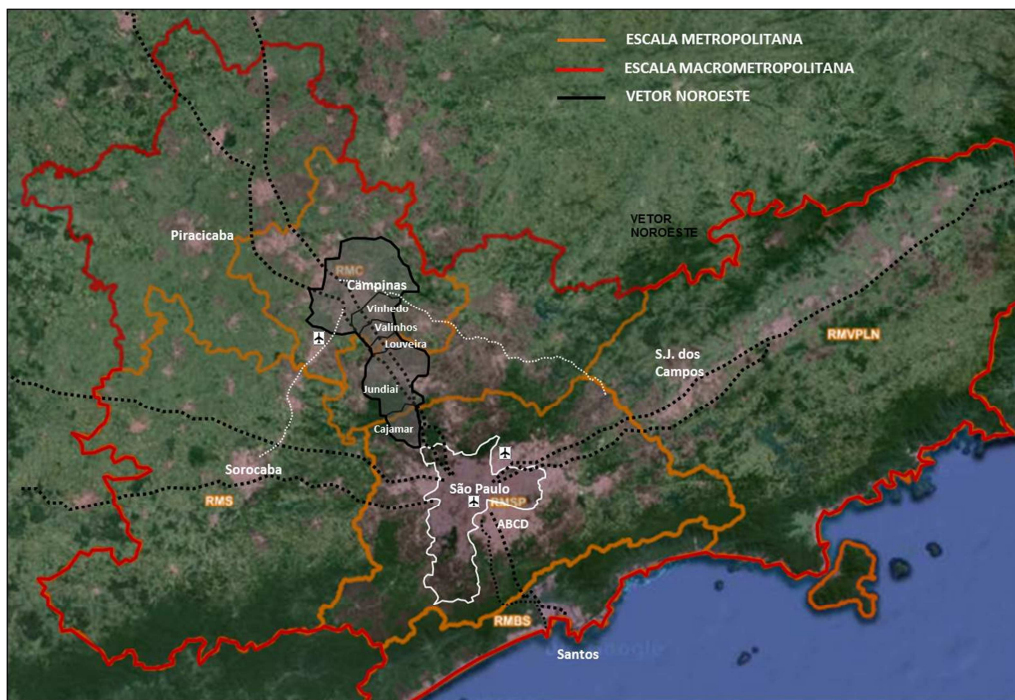 ESCALA METROPOLITANA
ESCALA MACROMETROPOLITANA
VETOR NOROESTE
VETOR
NOROESTE
Piracicaba
RMC
Campinas
Vinhedo
Valinhos
Louveira
RMVPLN
S.J. dos
Campos
Jundiaí
Cajamar
Sorocaba
São Paulo
RMS
RMSP
ABCD
RMBS
Santos
Google